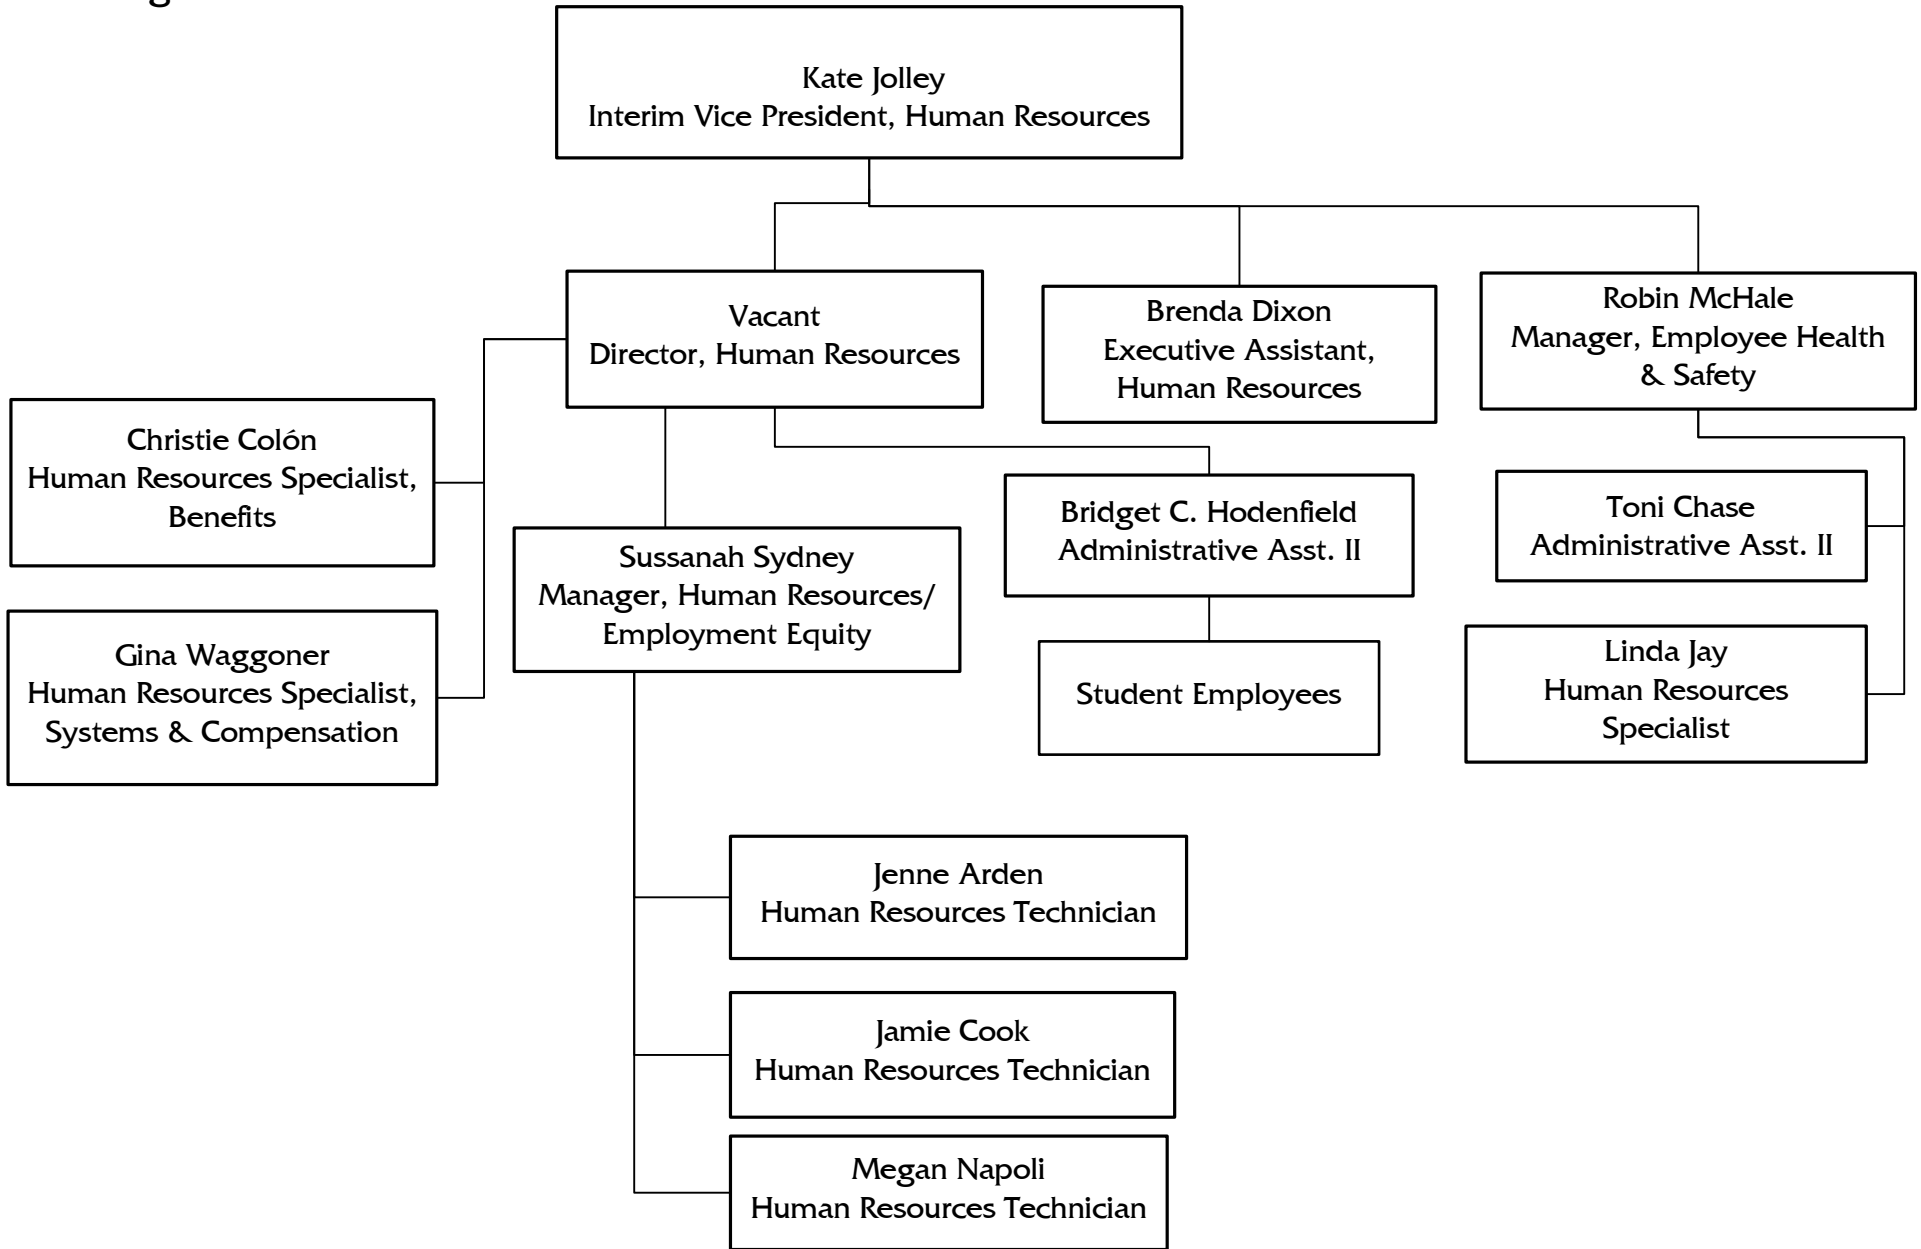 Kate Jolley
Interim Vice President, Human Resources
Vacant
Director, Human Resources
Brenda Dixon
Executive Assistant,
Human Resources
Robin McHale
Manager, Employee Health
& Safety
Christie Colón
Human Resources Specialist,
Benefits
Gina Waggoner
Human Resources Specialist,
Systems & Compensation
Sussanah Sydney
Manager, Human Resources/
Employment Equity
Bridget C. Hodenfield
Administrative Asst. II
Student Employees
Toni Chase
Administrative Asst. II
Linda Jay
Human Resources
Specialist
Jenne Arden
Human Resources Technician
Jamie Cook
Human Resources Technician
Megan Napoli
Human Resources Technician